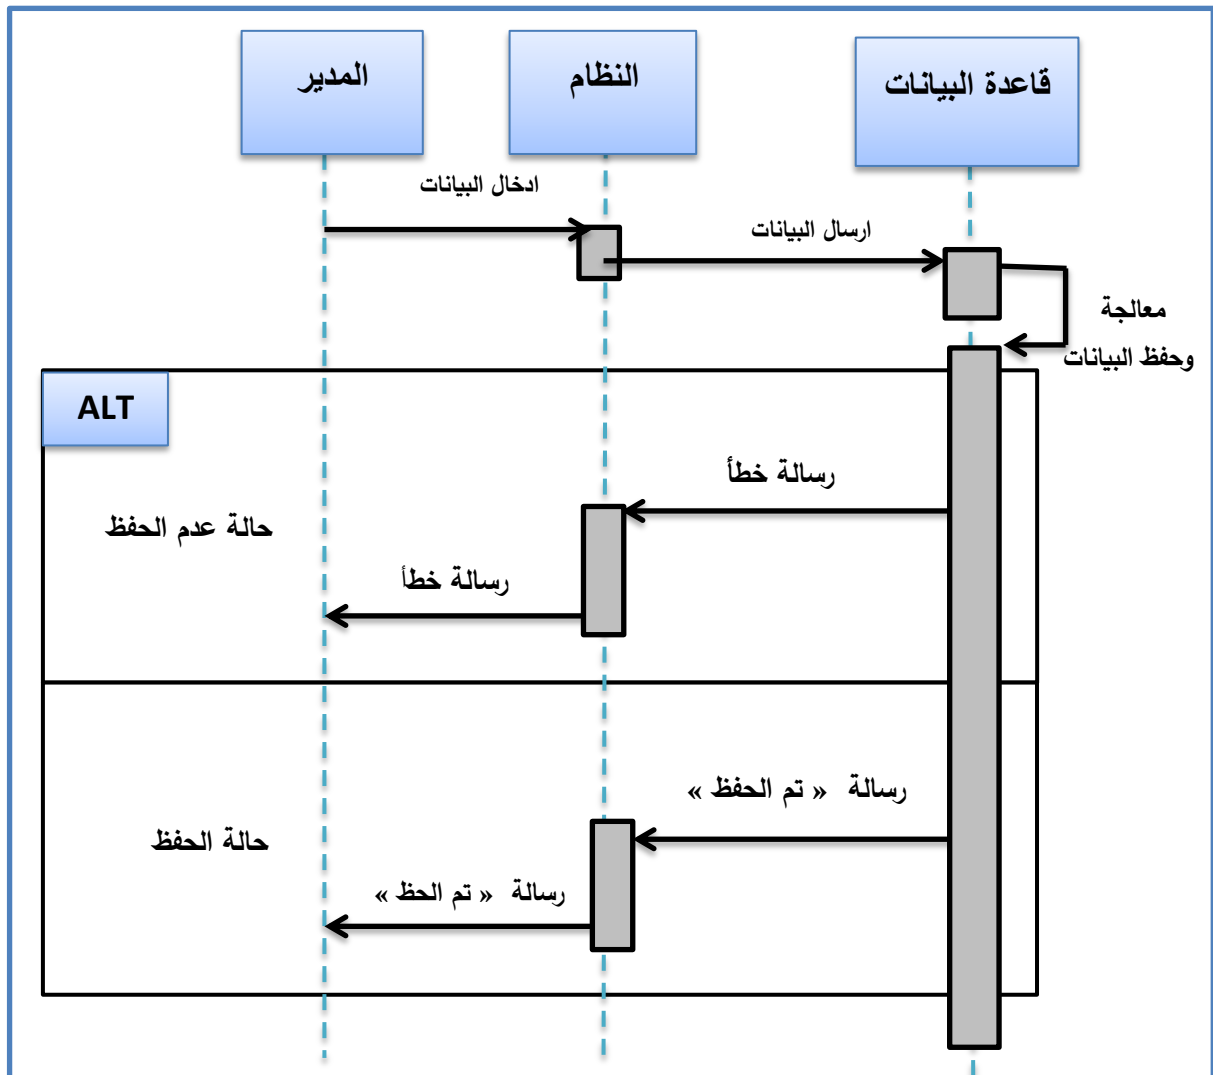 المدير
النظام
قاعدة البيانات
ادخال البيانات
ارسال البيانات
معالجة
وحفظ البيانات
ALT
رسالة خطأ
حالة عدم الحفظ
رسالة خطأ
رسالة « تم الحفظ »
حالة الحفظ
رسالة « تم الحظ »